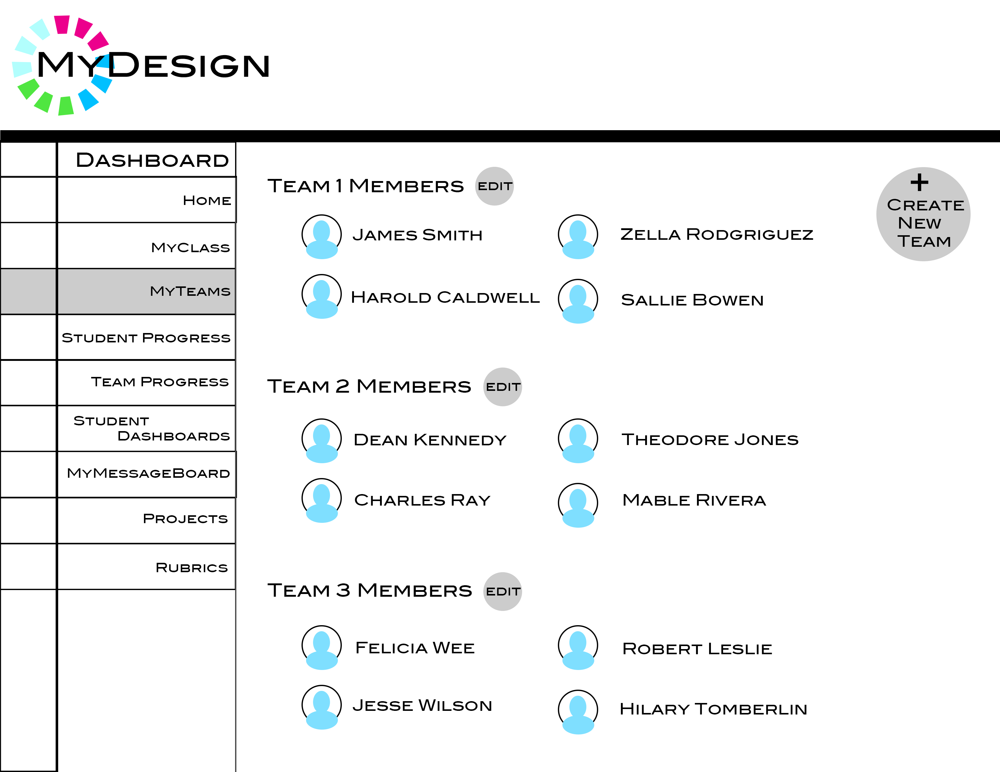 MyDesign
Dashboard
Home
MyClass
MyTeams
Student Progress
Team Progress
Student
Dashboards
MyMessageBoard
Projects
Rubrics
Team 1 Members
edit
James Smith
Zella Rodgriguez
Harold Caldwell
Sallie Bowen
Team 2 Members
edit
Dean Kennedy
Theodore Jones
Charles Ray
Mable Rivera
Team 3 Members
edit
Felicia Wee
Robert Leslie
Jesse Wilson
Hilary Tomberlin
+
Create
New
Team